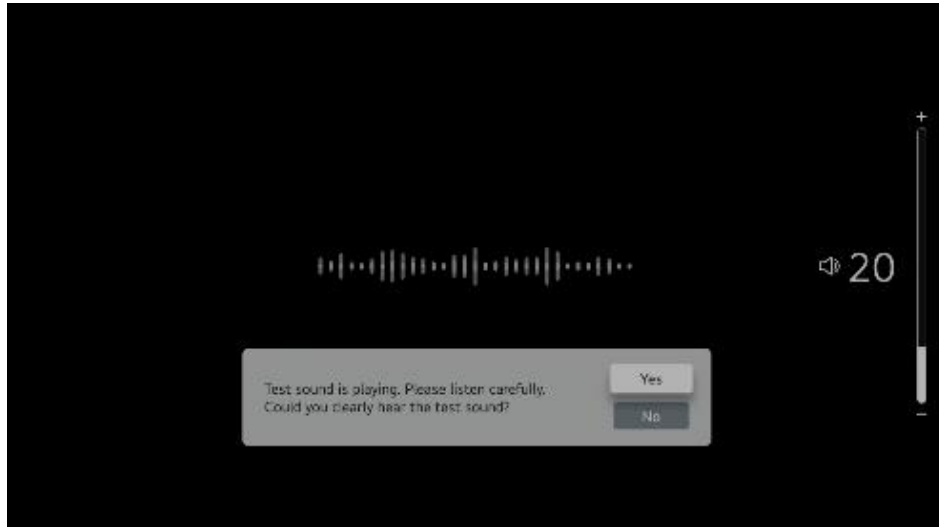 +
20
Test sound is playing. Please listen carefully.
Could you clearly hear the test sound?
Yes
No
−